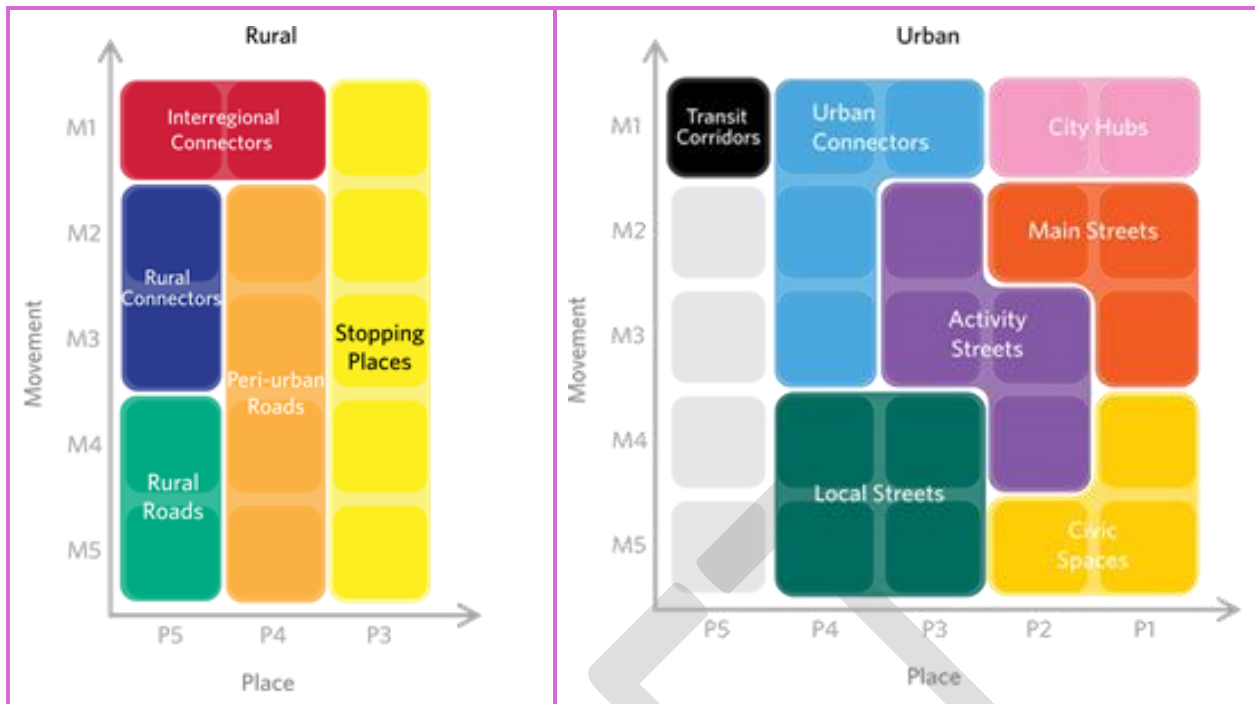 Rural
Movement
M1
M2
M3
M4
M5
Interregional
Connectors
Rural
Connectors
Peri-urban
Roads
Stopping
Places
Rural
Roads
P5
P4
P3
Place
Urban
Movement
M1
M2
M3
M4
M5
Transit
Corridors
Urban
Connectors
City Hubs
Main Streets
Activity
Streets
Local Streets
Civic
Spaces
P5
P4
P3
P2
P1
Place